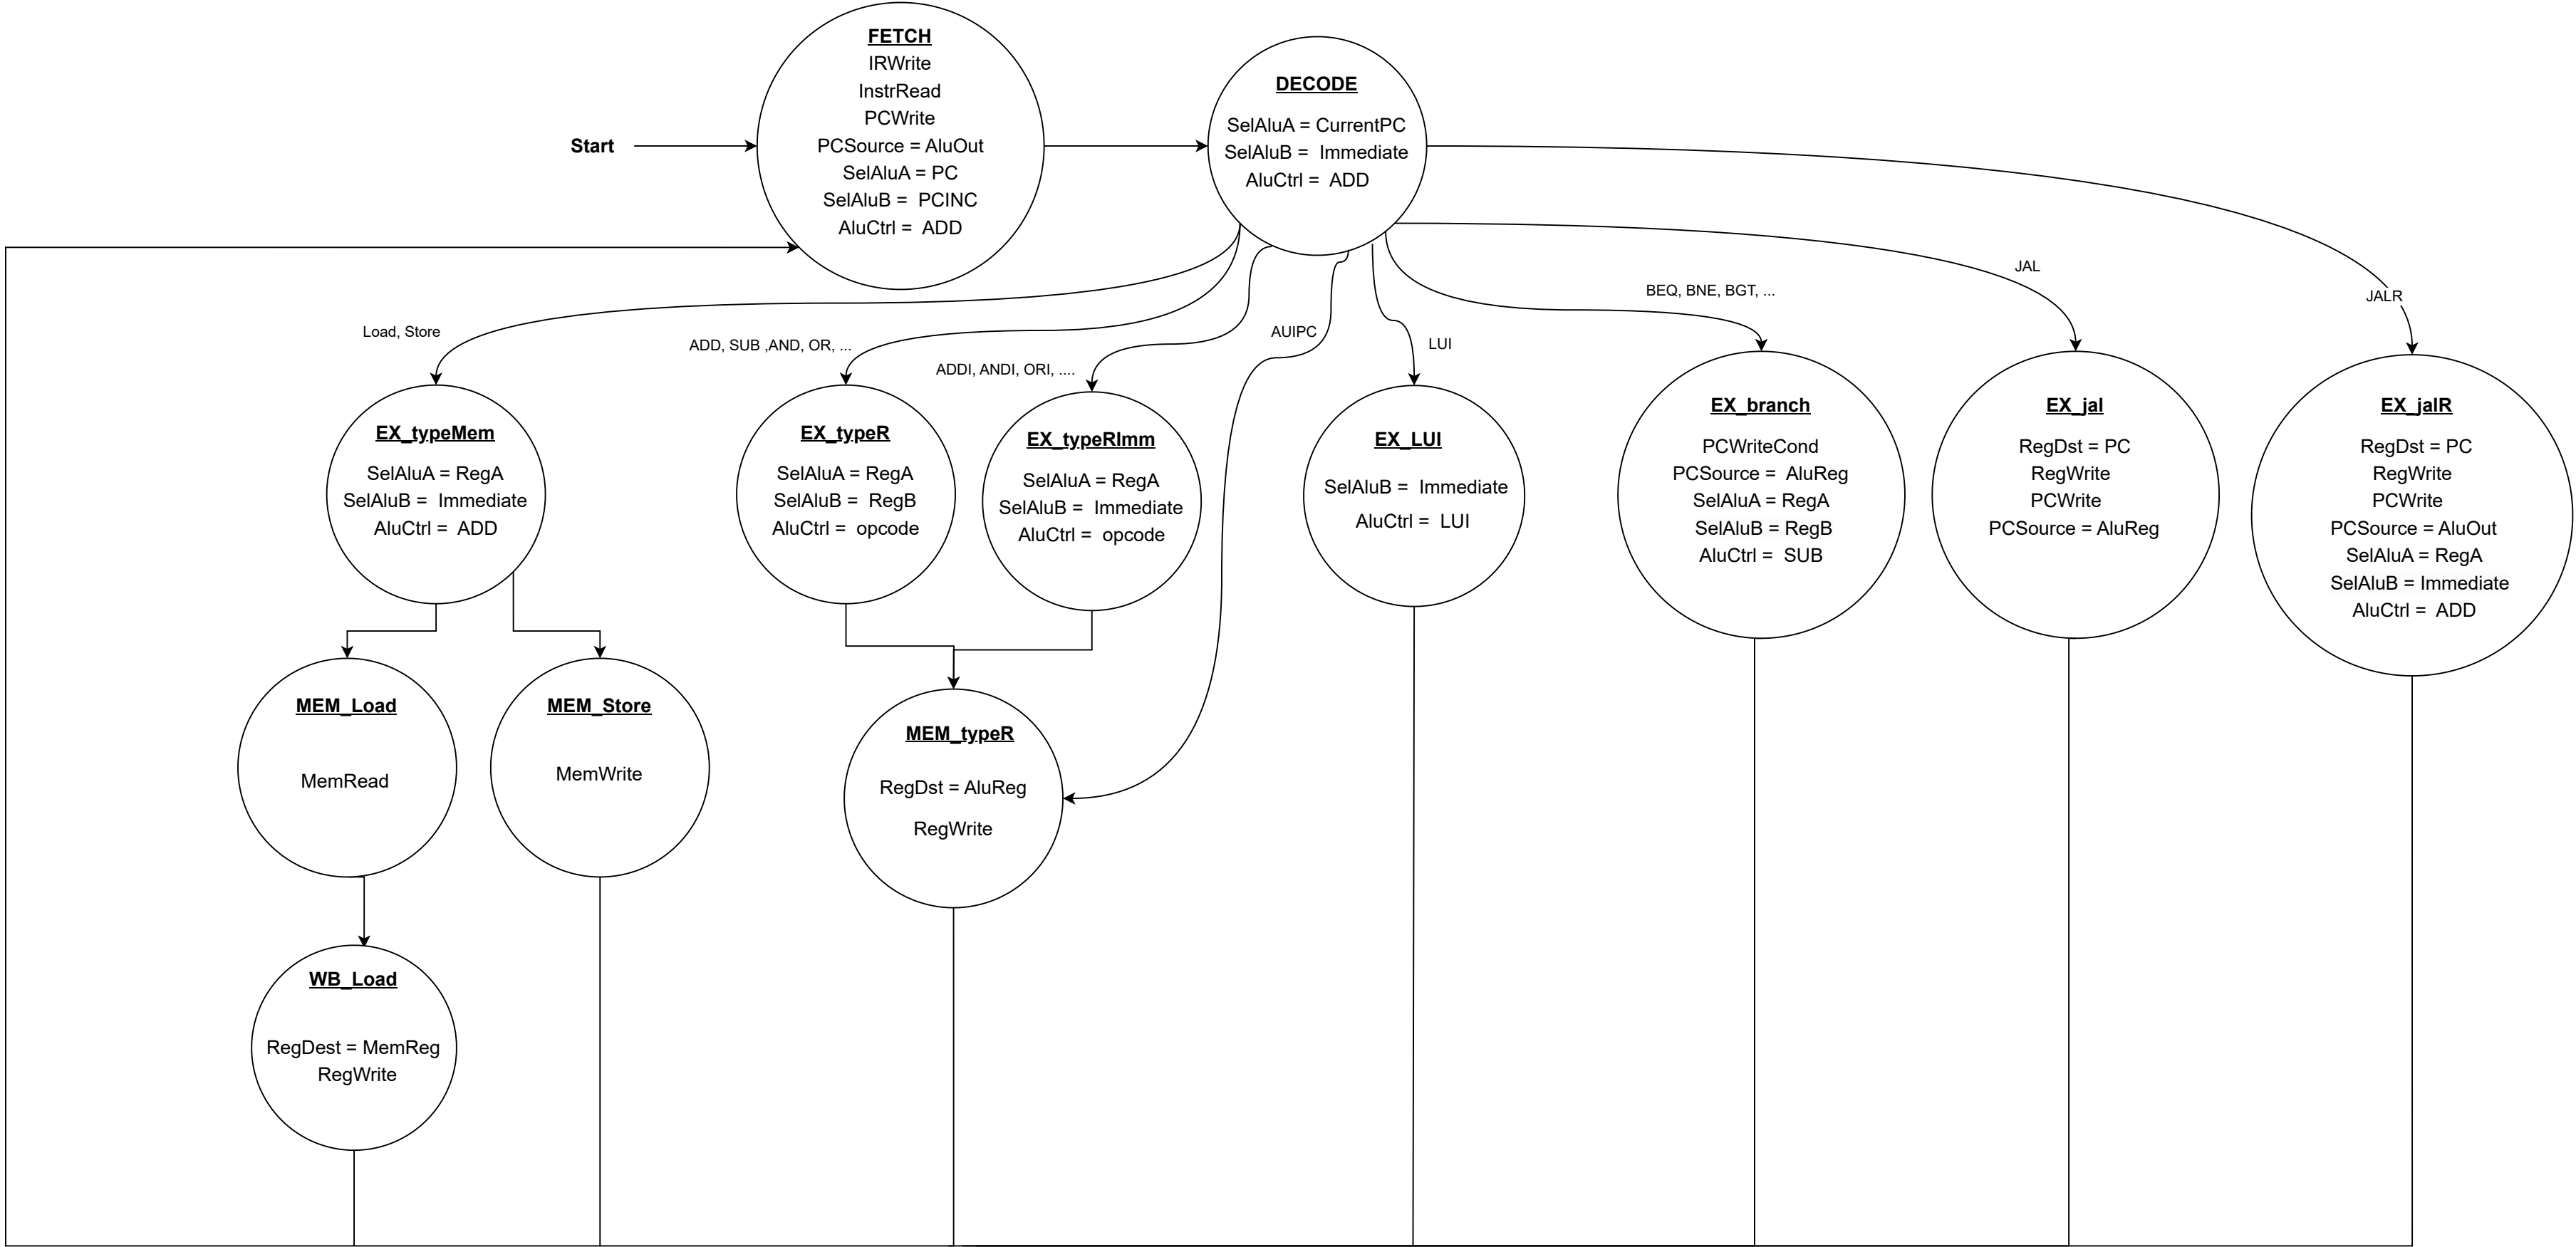 FETCH
IRWrite
InstrRead
PCWrite
PCSource = AluOut
SelAluA = PC
SelAluB = PCINC
AluCtrl = ADD
Start
DECODE
SelAluA = CurrentPC
SelAluB = Immediate
AluCtrl = ADD
Load, Store
ADD, SUB ,AND, OR, ...
ADDI, ANDI, ORI, ....
AUIPC
LUI
BEQ, BNE, BGT, ...
JAL
JALR
EX_typeMem
SelAluA = RegA
SelAluB = Immediate
AluCtrl = ADD
EX_typeR
SelAluA = RegA
SelAluB = RegB
AluCtrl = opcode
EX_typeRImm
SelAluA = RegA
SelAluB = Immediate
AluCtrl = opcode
EX_LUI
SelAluB = Immediate
AluCtrl = LUI
EX_branch
PCWriteCond
PCSource = AluReg
SelAluA = RegA
SelAluB = RegB
AluCtrl = SUB
EX_jal
RegDst = PC
RegWrite
PCWrite
PCSource = AluReg
EX_jalR
RegDst = PC
RegWrite
PCWrite
PCSource = AluOut
SelAluA = RegA
SelAluB = Immediate
AluCtrl = ADD
MEM_Load
MemRead
MEM_Store
MemWrite
MEM_typeR
RegDst = AluReg
RegWrite
WB_Load
RegDest = MemReg
RegWrite